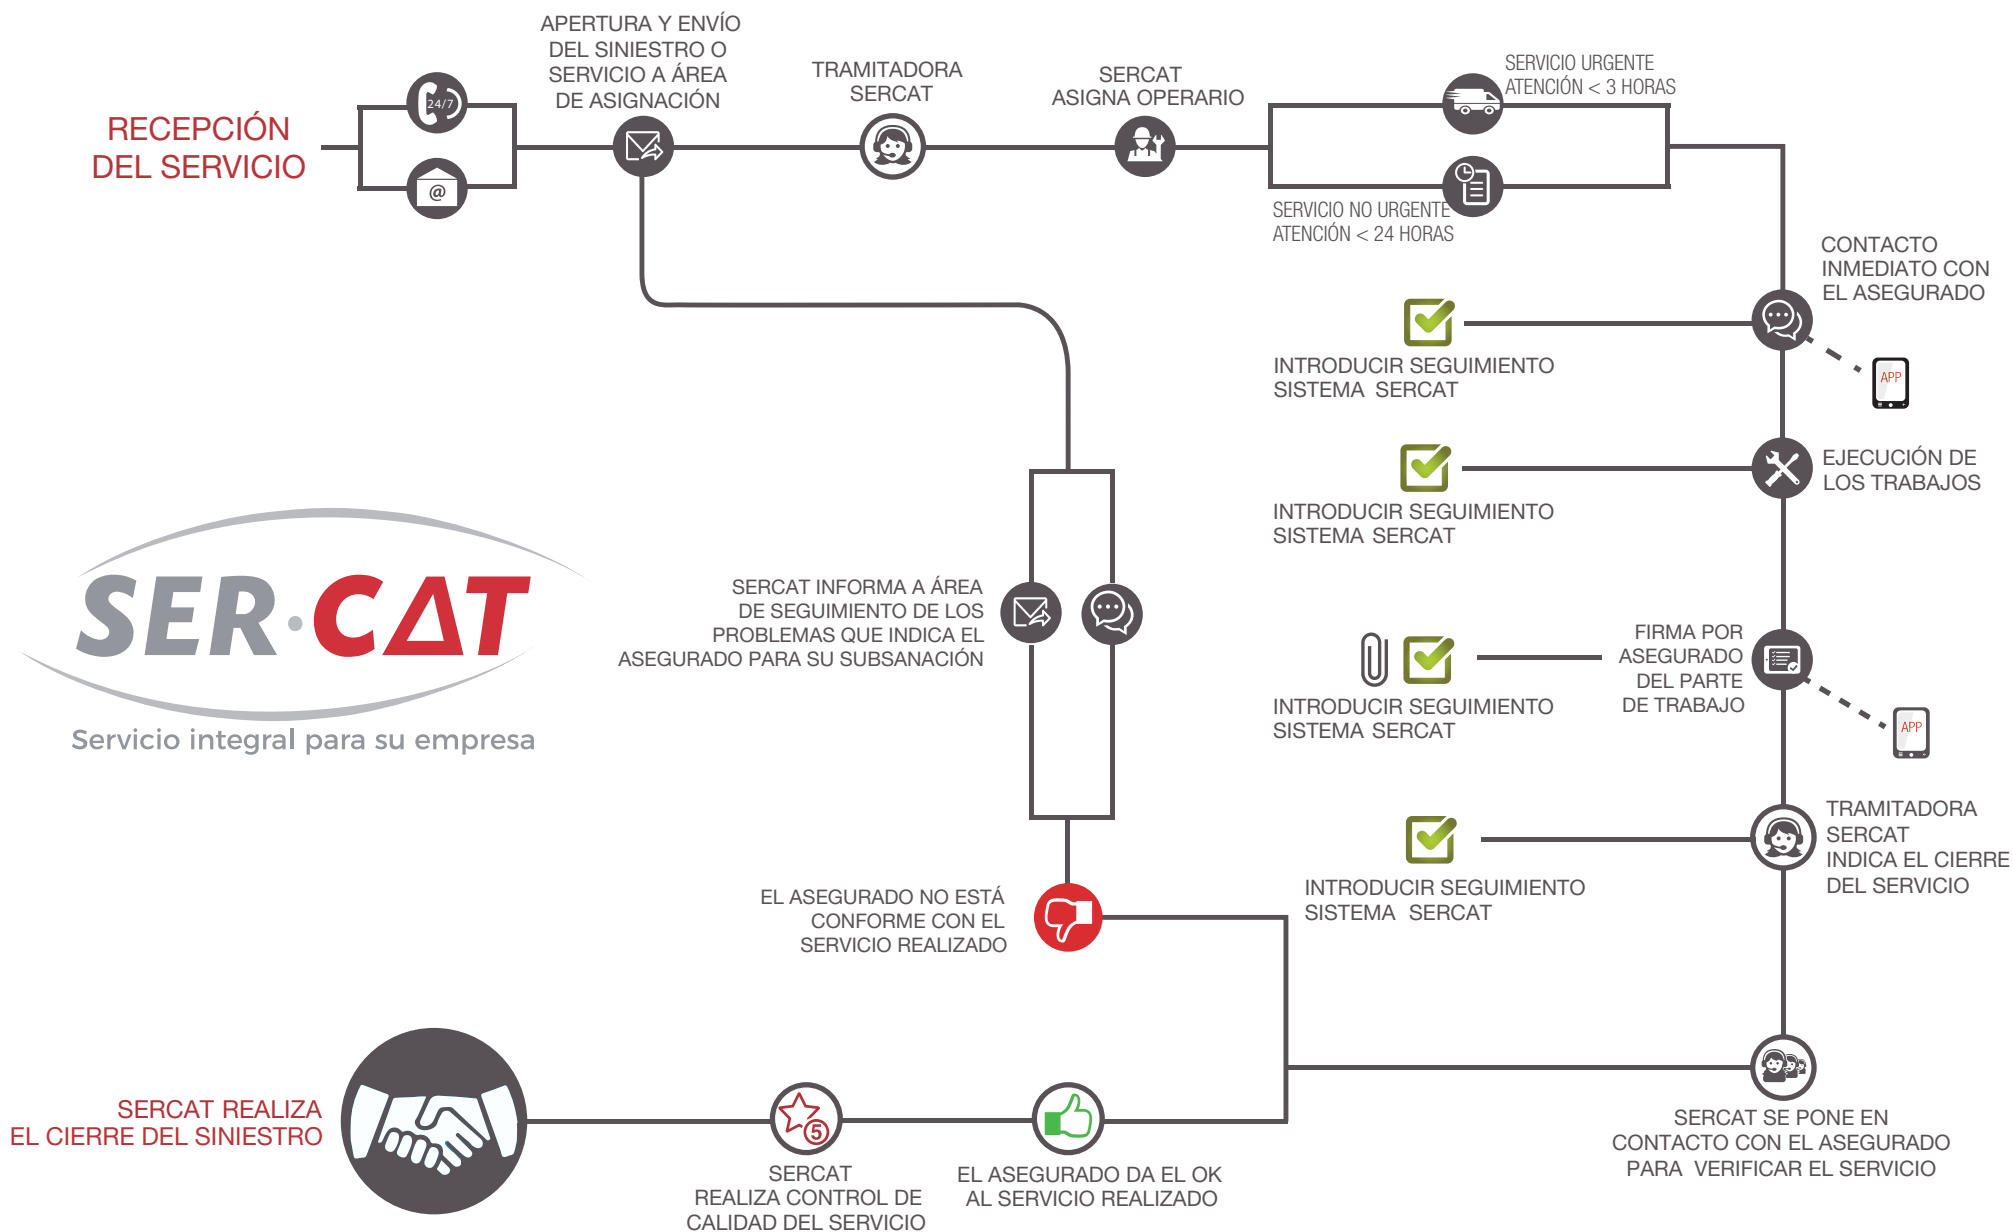 RECEPCIÓN
DEL SERVICIO
24/7
@
APERTURA Y ENVÍO
DEL SINIESTRO O
SERVICIO A ÁREA
DE ASIGNACIÓN
TRAMITADORA
SERCAT
SERCAT
ASIGNA OPERARIO
SERVICIO URGENTE
ATENCIÓN < 3 HORAS
SERVICIO NO URGENTE
ATENCIÓN < 24 HORAS
CONTACTO
INMEDIATO CON
EL ASEGURADO
INTRODUCIR SEGUIMIENTO
SISTEMA SERCAT
APP
EJECUCIÓN DE
LOS TRABAJOS
INTRODUCIR SEGUIMIENTO
SISTEMA SERCAT
FIRMA POR
ASEGURADO
DEL PARTE
DE TRABAJO
INTRODUCIR SEGUIMIENTO
SISTEMA SERCAT
APP
TRAMITADORA
SERCAT
INDICA EL CIERRE
DEL SERVICIO
INTRODUCIR SEGUIMIENTO
SISTEMA SERCAT
SERCAT SE PONE EN
CONTACTO CON EL ASEGURADO
PARA VERIFICAR EL SERVICIO
SERCAT INFORMA A ÁREA
DE SEGUIMIENTO DE LOS
PROBLEMAS QUE INDICA EL
ASEGURADO PARA SU SUBSANACIÓN
EL ASEGURADO NO ESTÁ
CONFORME CON EL
SERVICIO REALIZADO
EL ASEGURADO DA EL OK
AL SERVICIO REALIZADO
5
SERCAT
REALIZA CONTROL DE
CALIDAD DEL SERVICIO
SERCAT REALIZA
EL CIERRE DEL SINIESTRO
SER·CAT
Servicio integral para su empresa